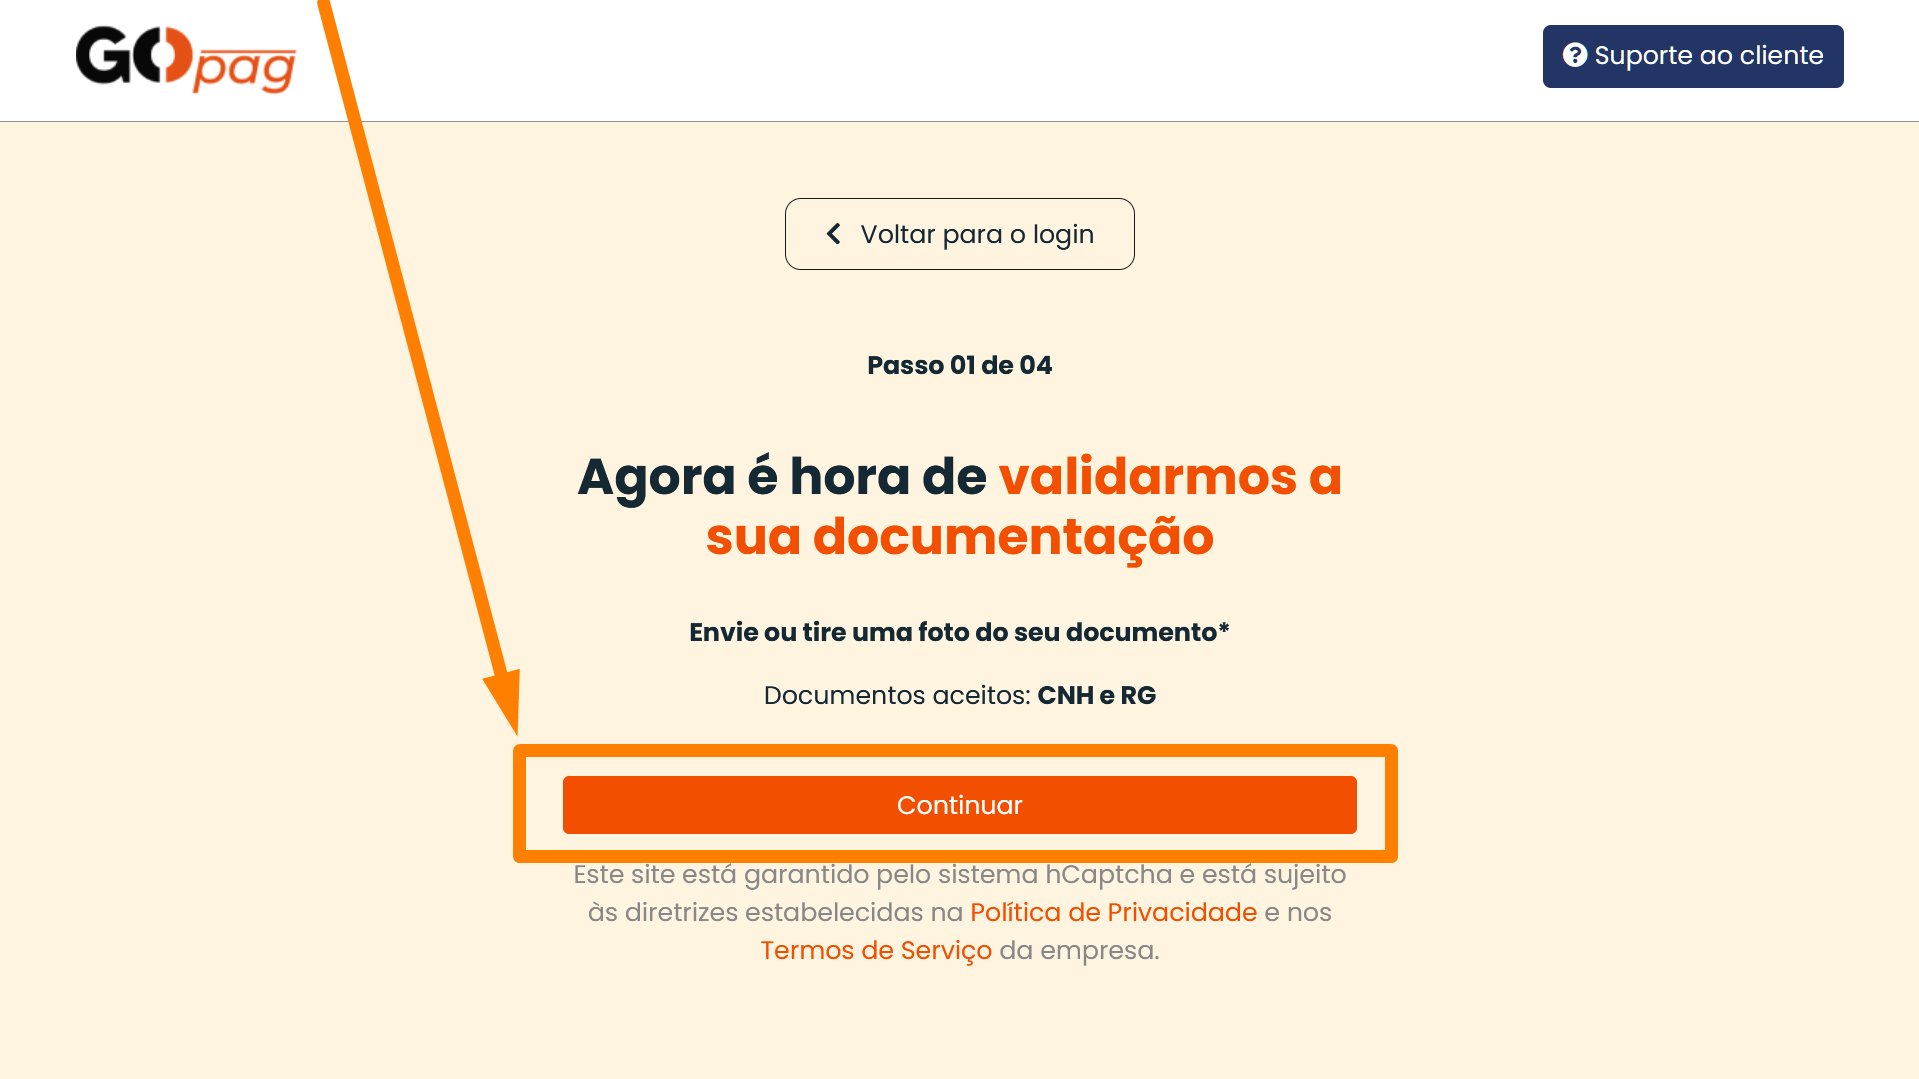 GOpag
Suporte ao cliente
Voltar para o login
Passo 01 de 04
Agora é hora de validarmos a
sua documentação
Envie ou tire uma foto do seu documento*
Documentos aceitos: CNH e RG
Continuar
Este site está garantido pelo sistema hCaptcha e está sujeito
às diretrizes estabelecidas na Política de Privacidade e nos
Termos de Serviço da empresa.